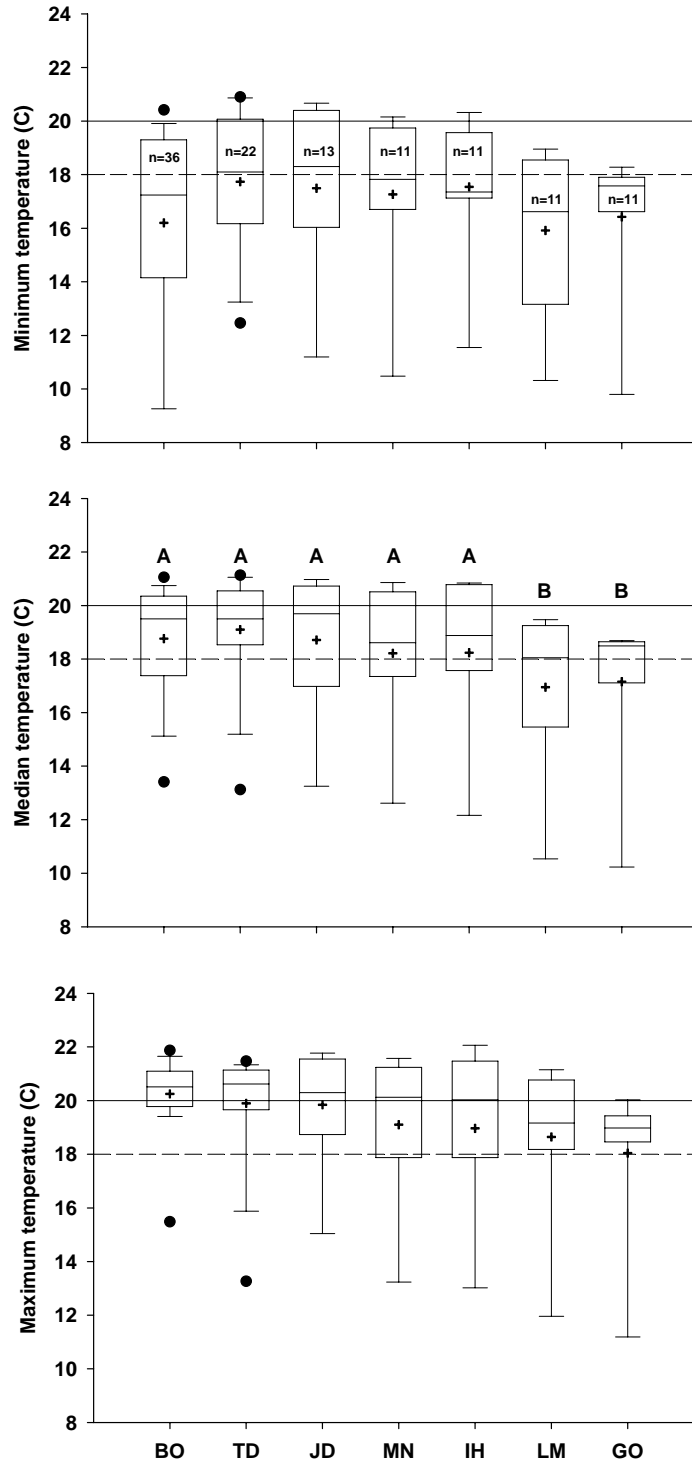 24
22
20
18
16
14
12
10
8
Minimum temperature (C)
n=36
n=22
n=13
n=11
n=11
n=11
n=11
24
22
20
18
16
14
12
10
8
Median temperature (C)
A
A
A
A
A
B
B
24
22
20
18
16
14
12
10
8
Maximum temperature (C)
BO TD JD MN IH LM GO